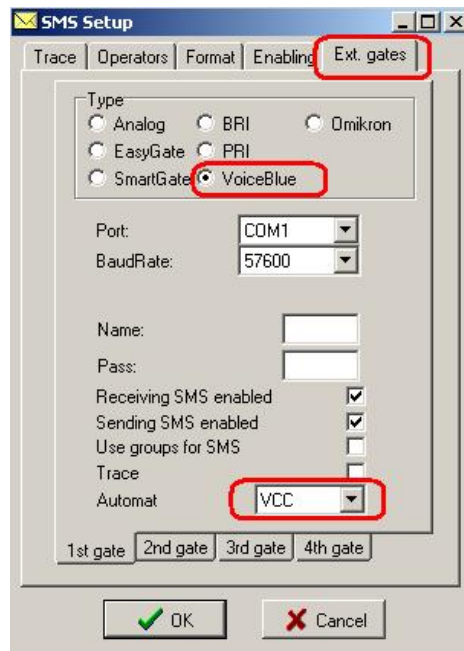 SMS Setup
Trace Operators Format Enabling Ext. gates
Type
Analog BRI Omikron
EasyGate PRI
SmartGate VoiceBlue
Port: COM1
BaudRate: 57600
Name:
Pass:
Receiving SMS enabled
Sending SMS enabled
Use groups for SMS
Trace
Automat VCC
1st gate 2nd gate 3rd gate 4th gate
OK Cancel